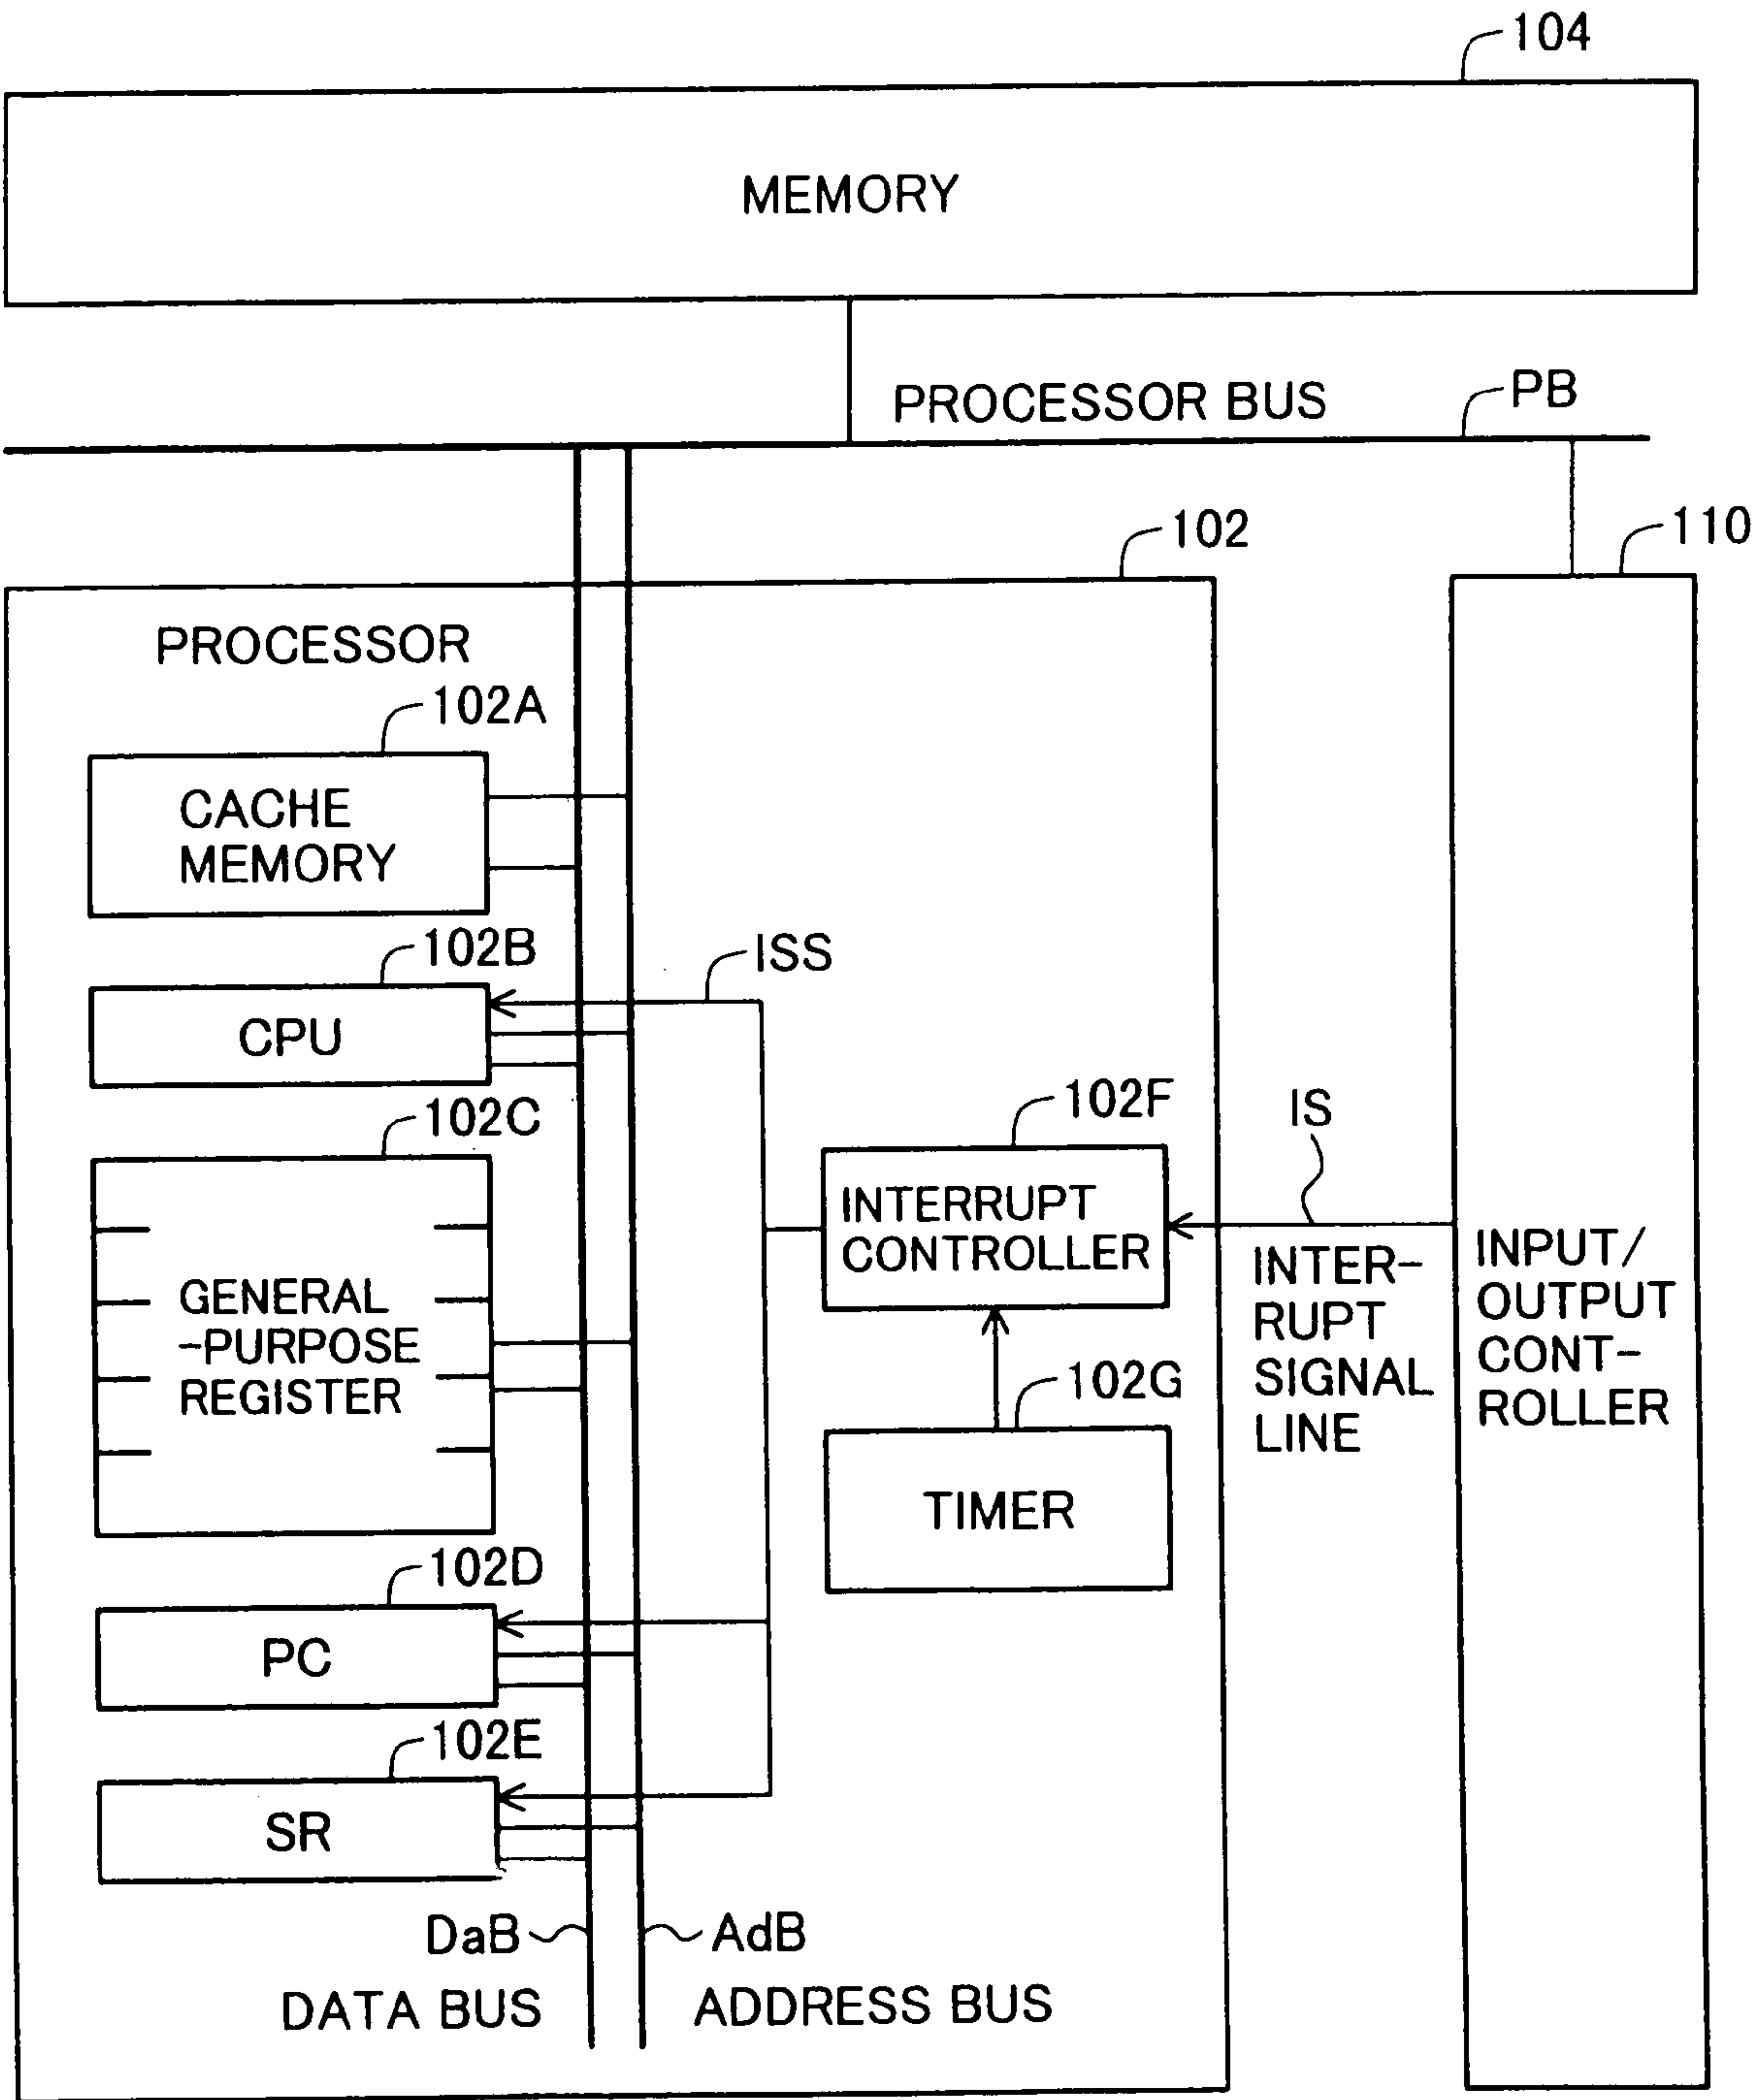 104
MEMORY
PROCESSOR BUS
PB
102
110
PROCESSOR
102A
CACHE
MEMORY
102B
ISS
CPU
102C
102F
IS
INTERRUPT
CONTROLLER
GENERAL
-PURPOSE
REGISTER
INTER-
RUPT
SIGNAL
LINE
INPUT/
OUTPUT
CONT-
ROLLER
102G
TIMER
102D
PC
102E
SR
DaB
AdB
DATA BUS
ADDRESS BUS